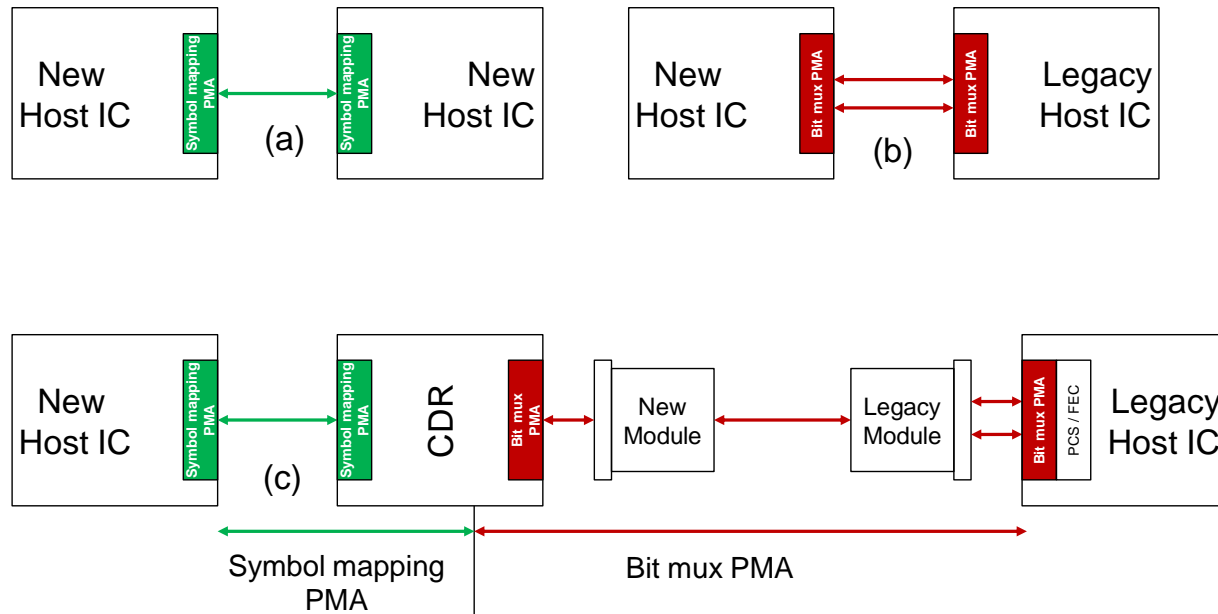 New
Host IC
Symbol mapping
PMA
(a)
Symbol mapping
PMA
New
Host IC
New
Host IC
Bit mux PMA
(b)
Bit mux PMA
Legacy
Host IC
New
Host IC
Symbol mapping
PMA
(c)
Symbol mapping
PMA
CDR
Bit mux
PMA
New
Module
Legacy
Module
Bit mux PMA
PCS / FEC
Legacy
Host IC
Symbol mapping
PMA
Bit mux PMA